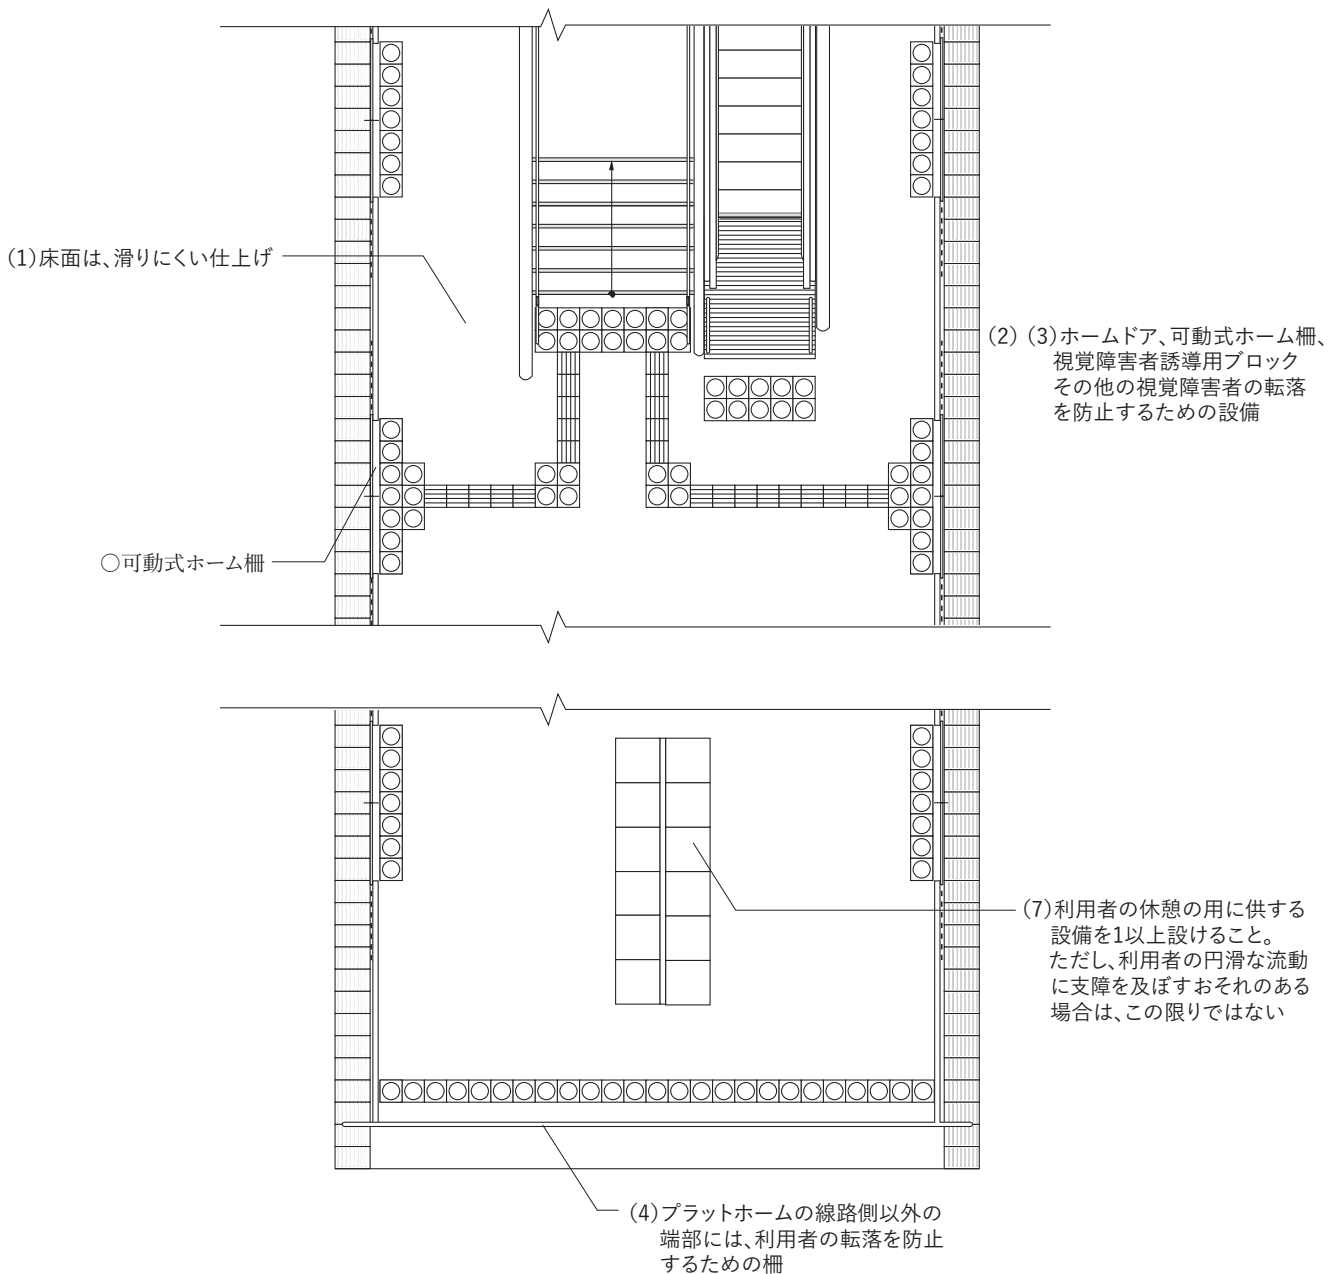 (1)床面は、滑りにくい仕上げ
(2) (3)ホームドア、可動式ホーム柵、
視覚障害者誘導用ブロック
その他の視覚障害者の転落
を防止するための設備
○可動式ホーム柵
(7)利用者の休憩の用に供する
設備を1以上設けること。
ただし、利用者の円滑な流動
に支障を及ぼすおそれのある
場合は、この限りではない
(4)プラットホームの線路側以外の
端部には、利用者の転落を防止
するための柵